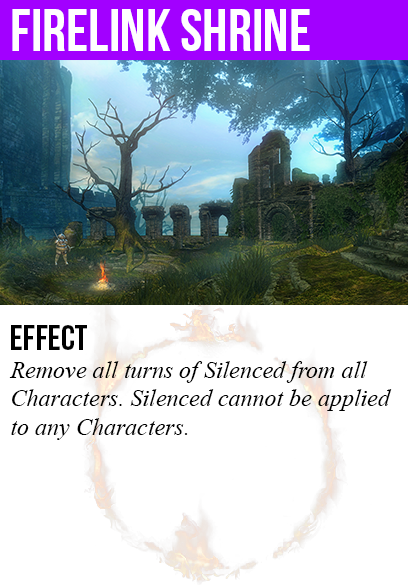 FIRELINK SHRINE
EFFECT
Remove all turns of Silenced from all
Characters. Silenced cannot be applied
to any Characters.